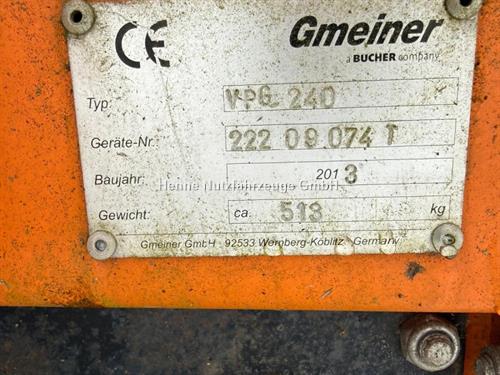 CE
Gmeiner
a BUCHER company
Typ: VPG 240
Geräte-Nr. 222 09 074 T
Baujahr: 2013
Henne Nutzfahrzeuge GmbH
Gewicht: ca. 513 kg
Gmeiner GmbH 92533 Wernberg-Köblitz Germany